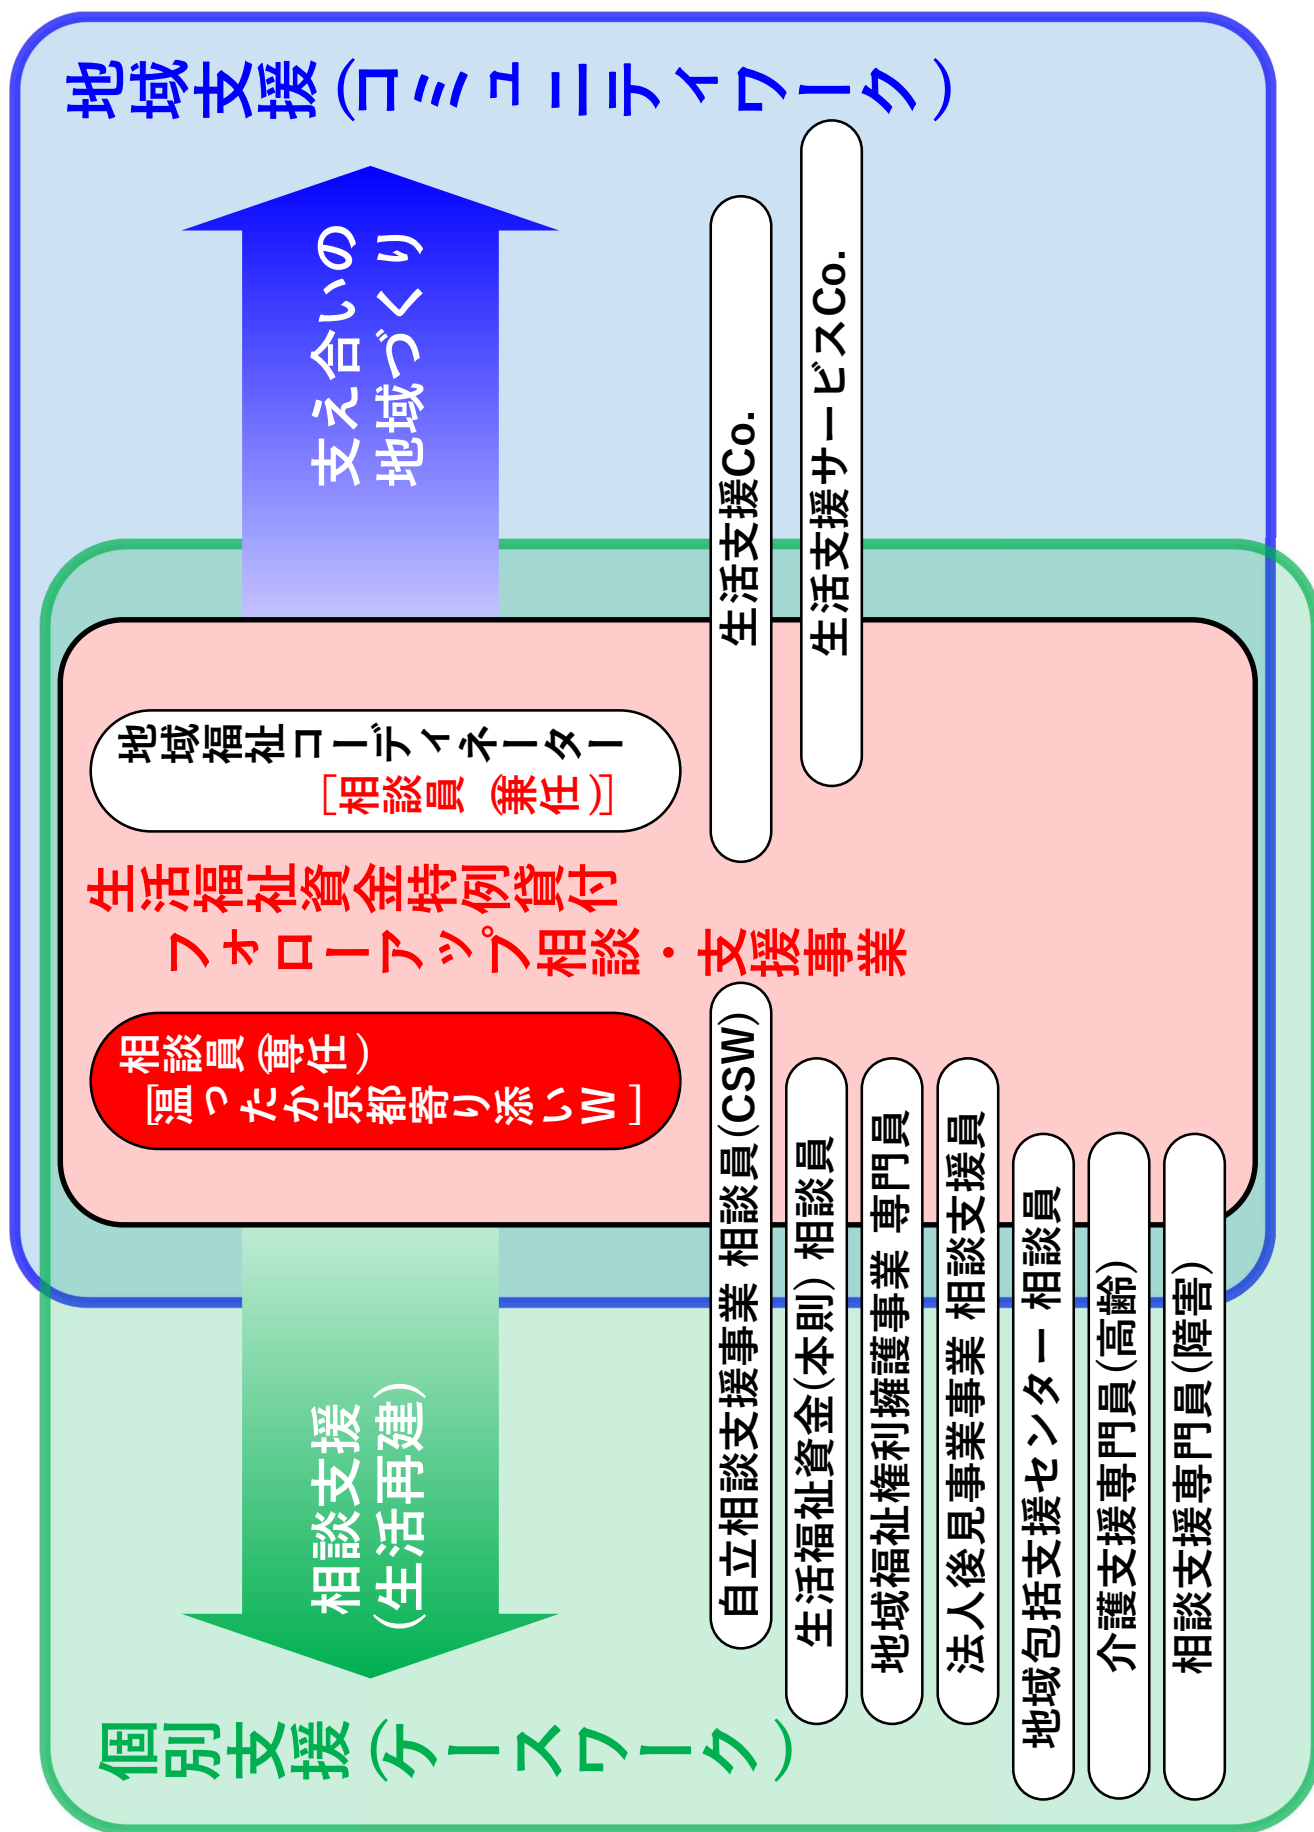 個別支援(ケースワーク)
地域支援(コミュニティワーク)
相談支援
(生活再建)
支え合いの
地域づくり
相談員(専任)
[温ったか京都寄り添いW]
生活福祉資金特例貸付
フォローアップ相談・支援事業
地域福祉コーディネーター
[相談員(兼任)]
自立相談支援事業 相談員(CSW)
生活支援Co.
生活福祉資金(本則) 相談員
生活支援サービスCo.
地域福祉権利擁護事業 専門員
法人後見事業事業 相談支援員
地域包括支援センター 相談員
介護支援専門員(高齢)
相談支援専門員(障害)